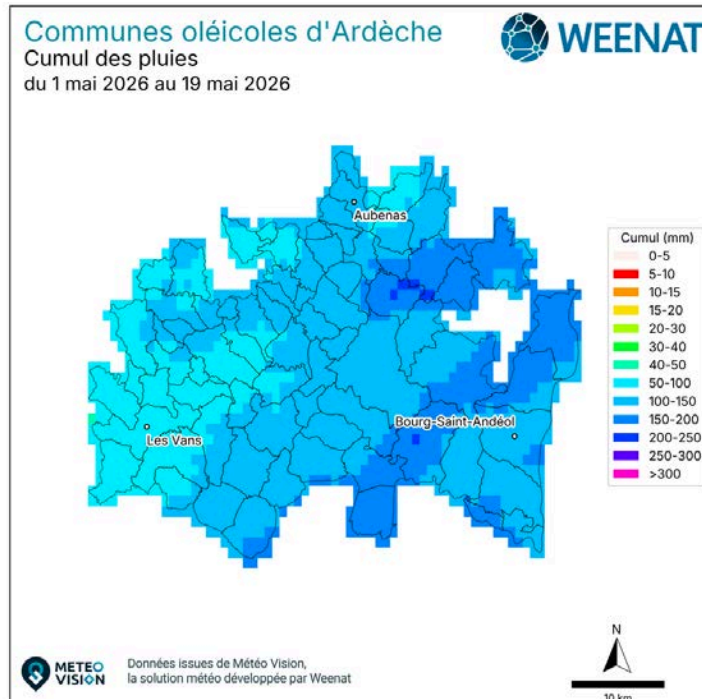 Communes oléicoles d'Ardèche
Cumul des pluies
du 1 mai 2026 au 19 mai 2026
WEENAT
Aubenas
Cumul (mm)
0-5
5-10
10-15
15-20
20-30
30-40
40-50
50-100
100-150
150-200
200-250
250-300
>300
Bourg-Saint-Andéol
Les Vans
METEO
VISION
Données issues de Météo Vision,
la solution météo développée par Weenat
N
10 km